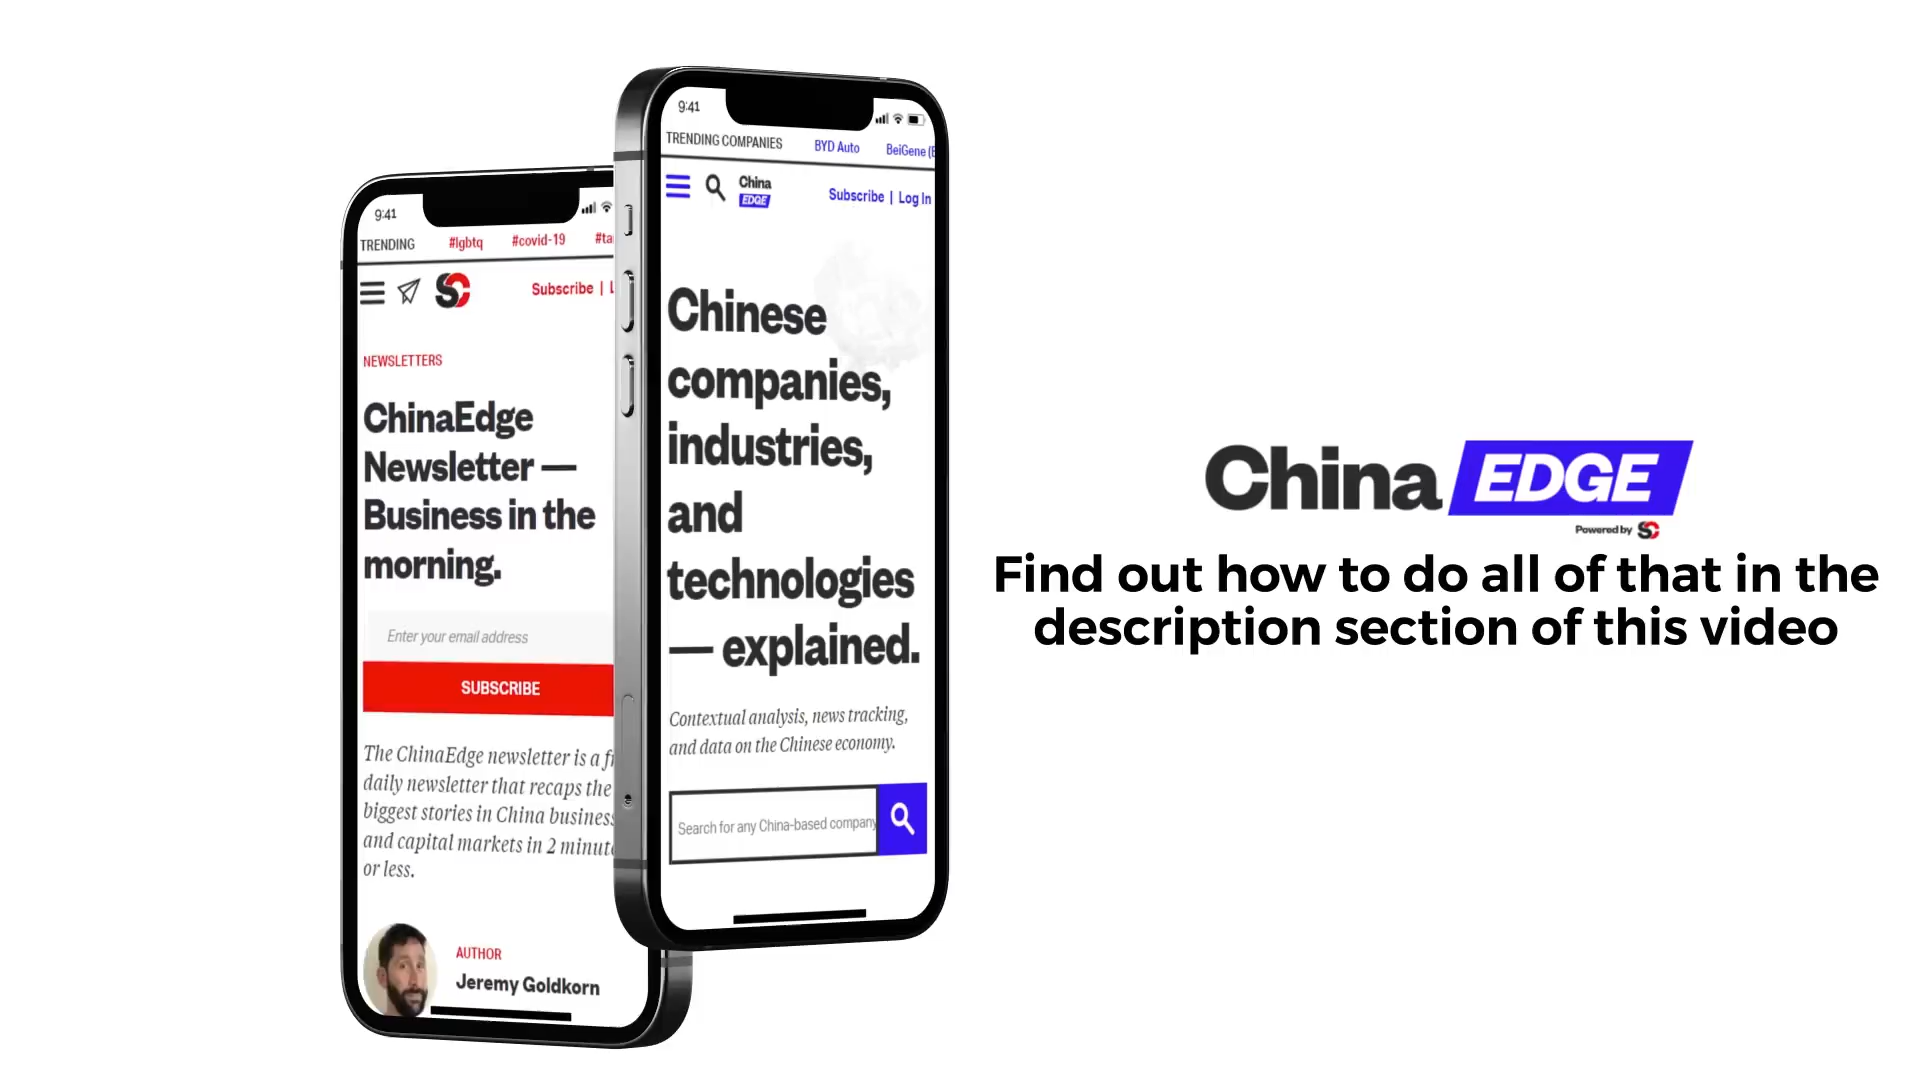 9:41
TRENDING #lgbtq #covid-19
SC Subscribe |
NEWSLETTERS
ChinaEdge
Newsletter —
Business in the
morning.
Enter your email address
SUBSCRIBE
The ChinaEdge newsletter is a
daily newsletter that recaps the
biggest stories in China business
and capital markets in 2
or less.
AUTHOR
Jeremy Goldkorn
9:41
TRENDING COMPANIES BYD Auto BeiGene
China
EDGE
Subscribe | Log In
Chinese
companies,
industries,
and
technologies
— explained.
Contextual analysis, news tracking,
and data on the Chinese economy.
Search for any China-based company
China EDGE
Powered by SC
Find out how to do all of that in the
description section of this video